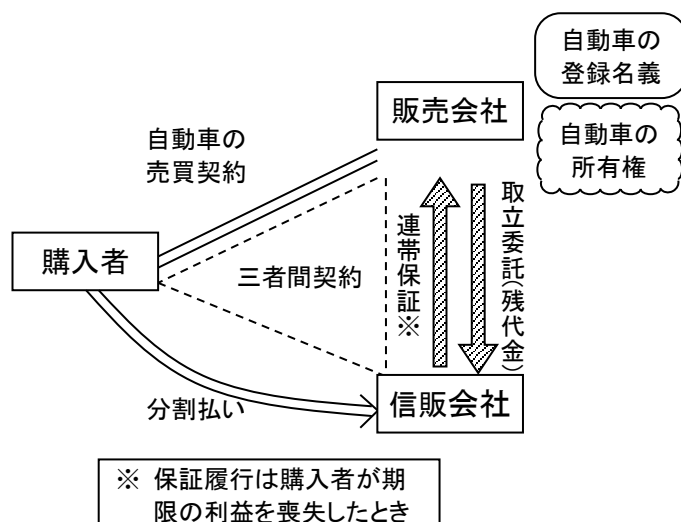 自動車の
登録名義
販売会社
自動車の
所有権
自動車の
売買契約
購入者
三者間契約
連帯保証※
取立委託(残代金)
分割払い
信販会社
※ 保証履行は購入者が期
限の利益を喪失したとき